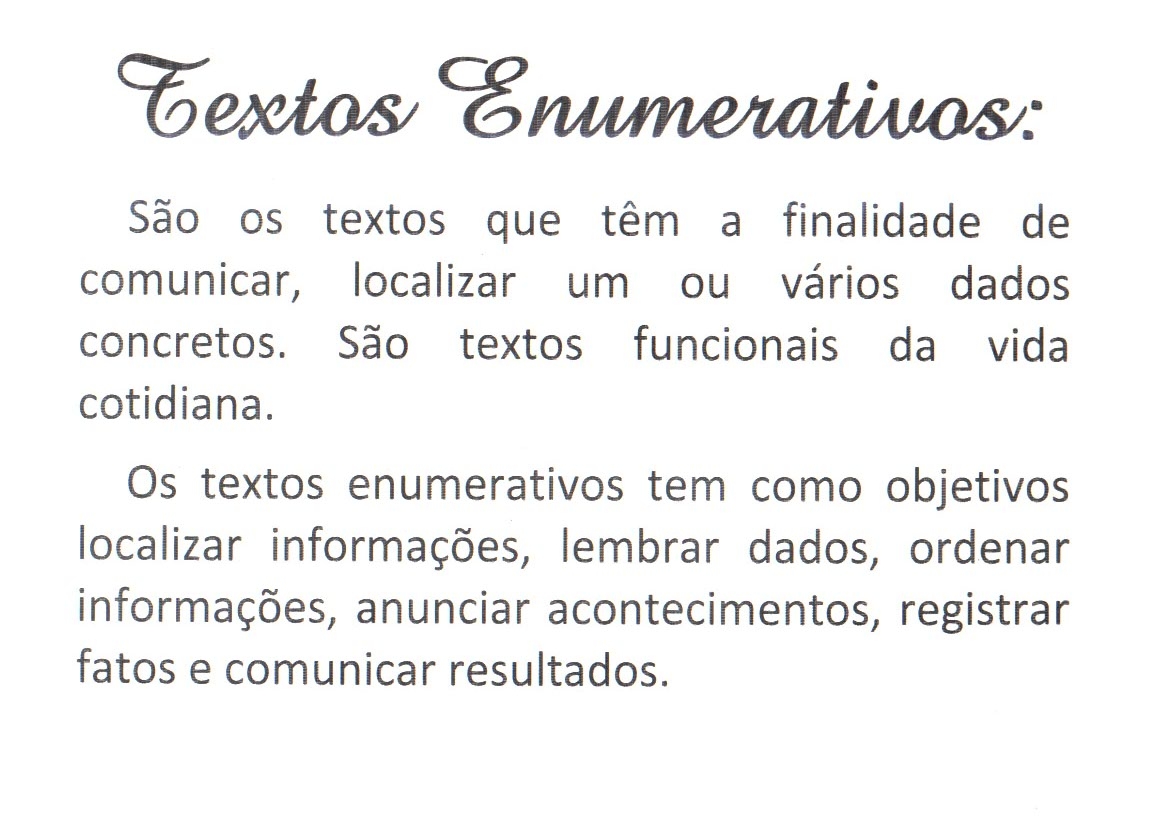 Textos Enumerativos:
São os textos que têm a finalidade de
comunicar, localizar um ou vários dados
concretos. São textos funcionais da vida
cotidiana.
Os textos enumerativos tem como objetivos
localizar informações, lembrar dados, ordenar
informações, anunciar acontecimentos, registrar
fatos e comunicar resultados.